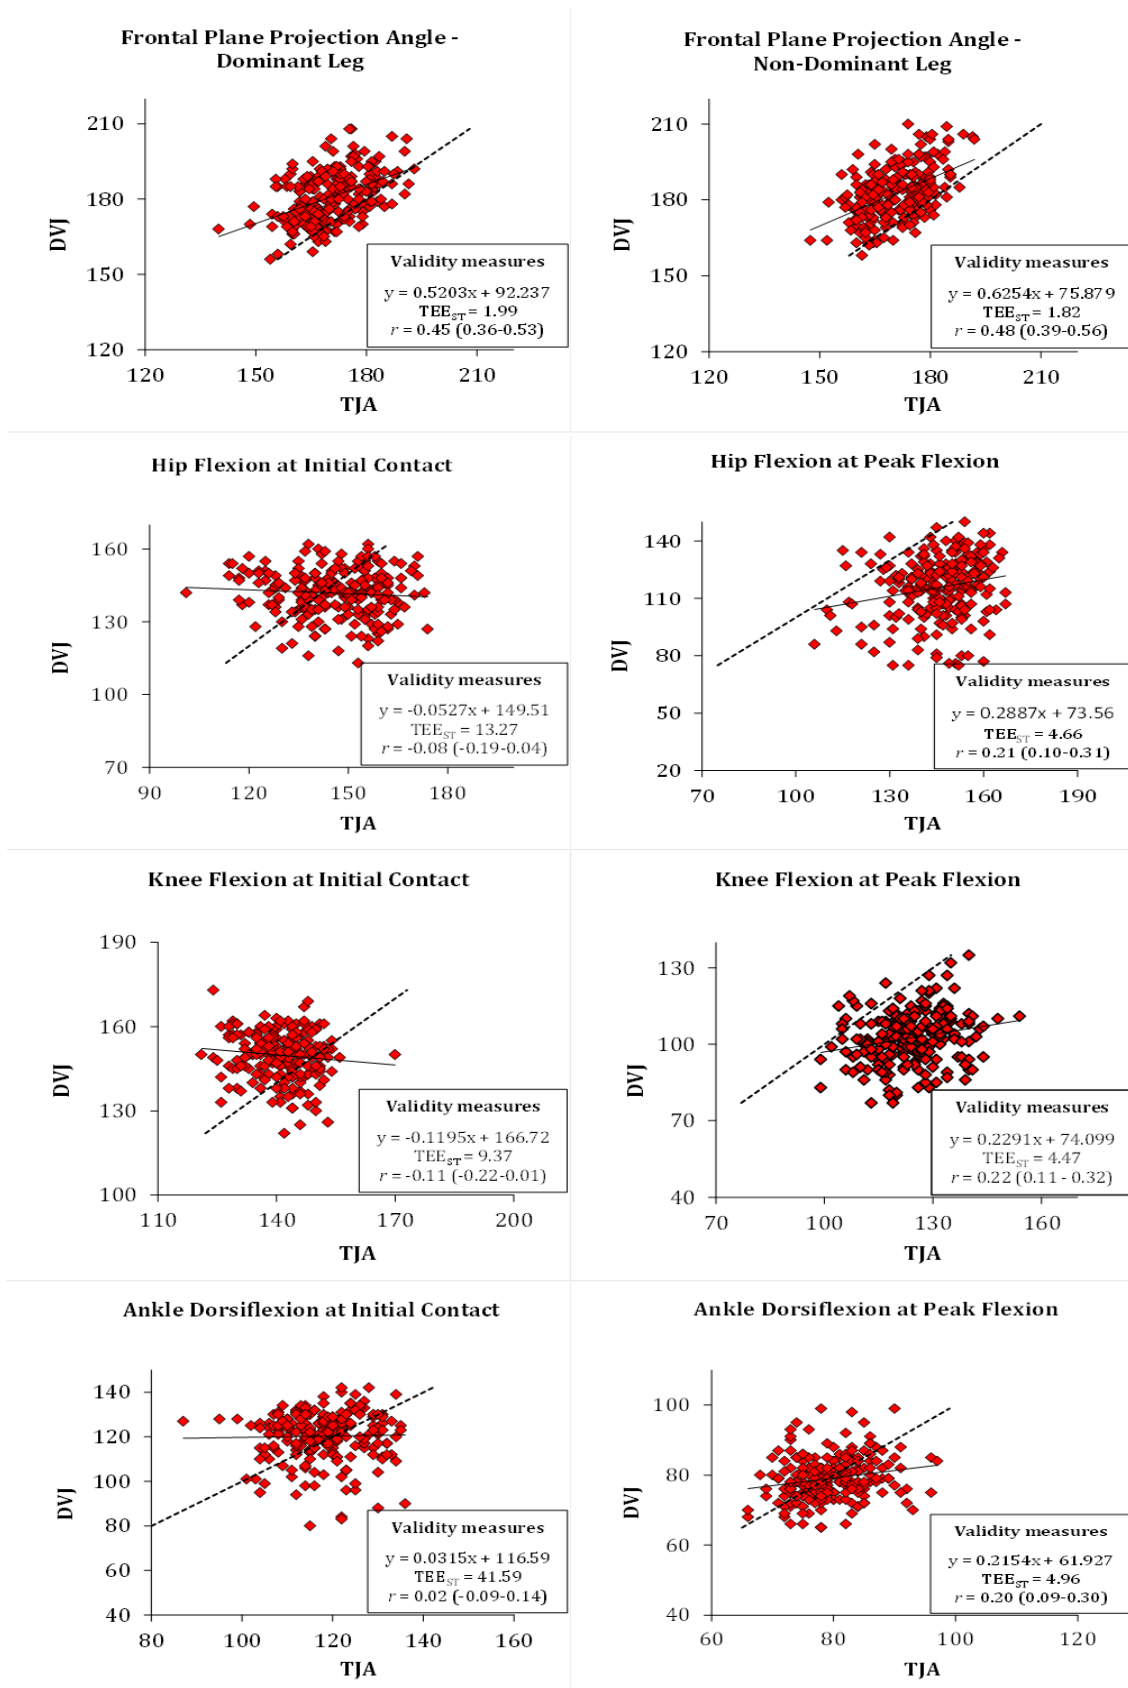 Frontal Plane Projection Angle -
Dominant Leg
210
180
150
120
DVJ
120 150 180 210
TJA
Validity measures
y = 0.5203x + 92.237
TEE_ST = 1.99
r = 0.45 (0.36-0.53)
Frontal Plane Projection Angle -
Non-Dominant Leg
210
180
150
120
DVJ
120 150 180 210
TJA
Validity measures
y = 0.6254x + 75.879
TEE_ST = 1.82
r = 0.48 (0.39-0.56)
Hip Flexion at Initial Contact
160
130
100
70
DVJ
90 120 150 180
TJA
Validity measures
y = -0.0527x + 149.51
TEE_ST = 13.27
r = -0.08 (-0.19-0.04)
Hip Flexion at Peak Flexion
140
110
80
50
20
DVJ
70 100 130 160 190
TJA
Validity measures
y = 0.2887x + 73.56
TEE_ST = 4.66
r = 0.21 (0.10-0.31)
Knee Flexion at Initial Contact
190
160
130
100
DVJ
110 140 170 200
TJA
Validity measures
y = -0.1195x + 166.72
TEE_ST = 9.37
r = -0.11 (-0.22-0.01)
Knee Flexion at Peak Flexion
130
100
70
40
DVJ
70 100 130 160
TJA
Validity measures
y = 0.2291x + 74.099
TEE_ST = 4.47
r = 0.22 (0.11 - 0.32)
Ankle Dorsiflexion at Initial Contact
140
120
100
80
60
40
DVJ
80 100 120 140 160
TJA
Validity measures
y = 0.0315x + 116.59
TEE_ST = 41.59
r = 0.02 (-0.09-0.14)
Ankle Dorsiflexion at Peak Flexion
100
80
60
40
DVJ
60 80 100 120
TJA
Validity measures
y = 0.2154x + 61.927
TEE_ST = 4.96
r = 0.20 (0.09-0.30)